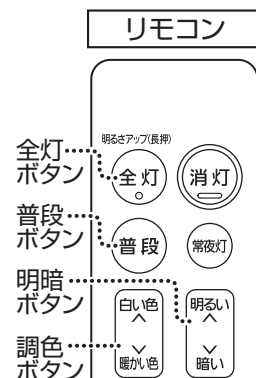 リモコン
明るさアップ(長押)
全灯
ボタン
全灯
消灯
普段
ボタン
普段
常夜灯
明暗
ボタン
白い色
明るい
調色
ボタン
暖かい色
暗い